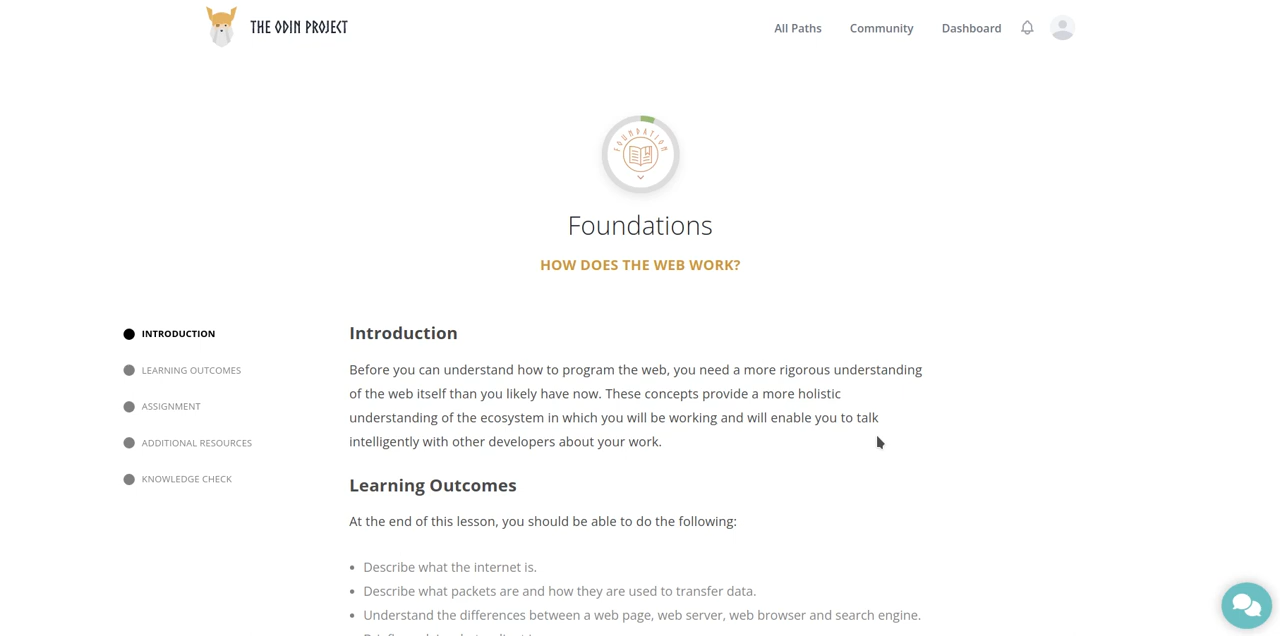 THE ODIN PROJECT
All Paths
Community
Dashboard
FOUNDATION
Foundations
HOW DOES THE WEB WORK?
INTRODUCTION
LEARNING OUTCOMES
ASSIGNMENT
ADDITIONAL RESOURCES
KNOWLEDGE CHECK
Introduction
Before you can understand how to program the web, you need a more rigorous understanding
of the web itself than you likely have now. These concepts provide a more holistic
understanding of the ecosystem in which you will be working and will enable you to talk
intelligently with other developers about your work.
Learning Outcomes
At the end of this lesson, you should be able to do the following:
• Describe what the internet is.
• Describe what packets are and how they are used to transfer data.
• Understand the differences between a web page, web server, web browser and search engine.